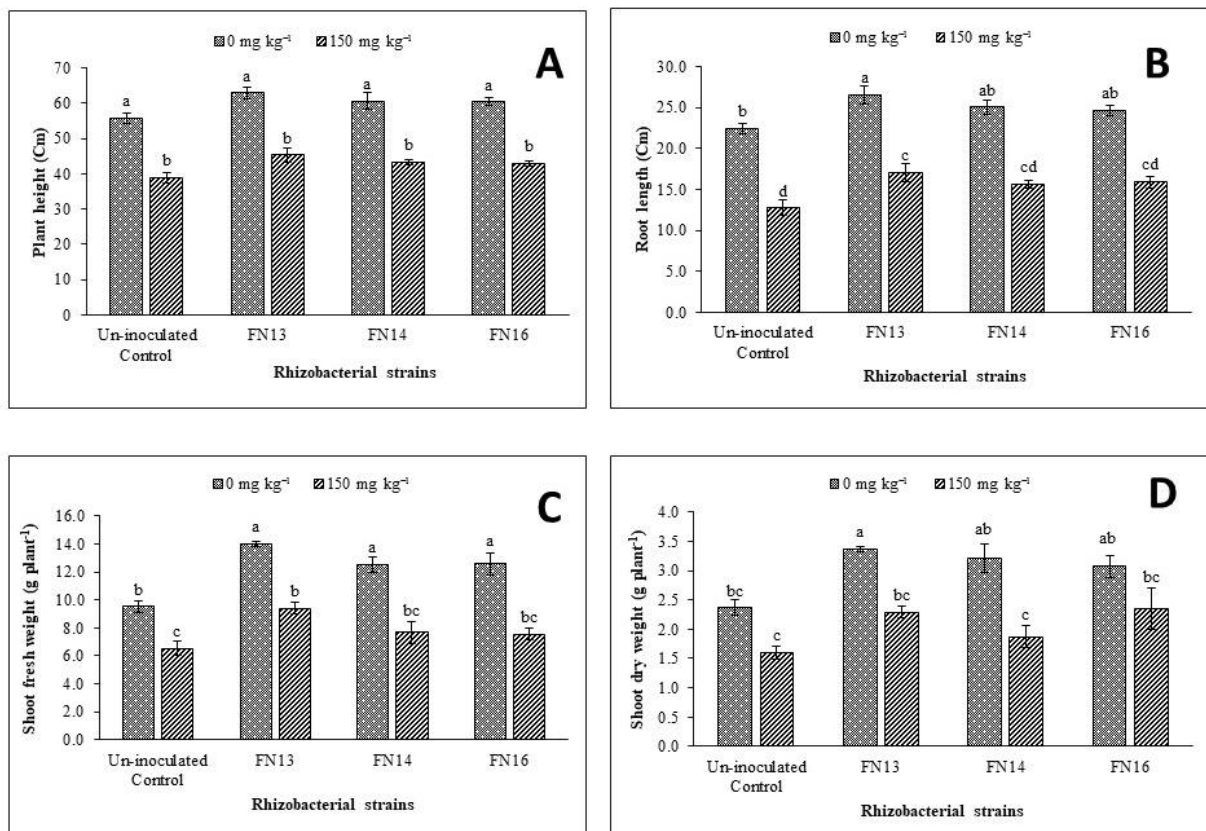 0 mg kg⁻¹ 150 mg kg⁻¹
A
70
60
50
40
30
20
10
0
Plant height (Cm)
a
b
a
b
a
b
a
b
Un-inoculated
Control
FN13
FN14
FN16
Rhizobacterial strains
0 mg kg⁻¹ 150 mg kg⁻¹
B
30.0
25.0
20.0
15.0
10.0
5.0
0.0
Root length (Cm)
b
d
a
c
ab
cd
ab
cd
Un-inoculated
Control
FN13
FN14
FN16
Rhizobacterial strains
0 mg kg⁻¹ 150 mg kg⁻¹
C
16.0
14.0
12.0
10.0
8.0
6.0
4.0
2.0
0.0
Shoot fresh weight (g plant⁻¹)
b
c
a
b
a
bc
a
bc
Un-inoculated
Control
FN13
FN14
FN16
Rhizobacterial strains
0 mg kg⁻¹ 150 mg kg⁻¹
D
4.0
3.5
3.0
2.5
2.0
1.5
1.0
0.5
0.0
Shoot dry weight (g plant⁻¹)
bc
c
a
bc
ab
c
ab
bc
Un-inoculated
Control
FN13
FN14
FN16
Rhizobacterial strains